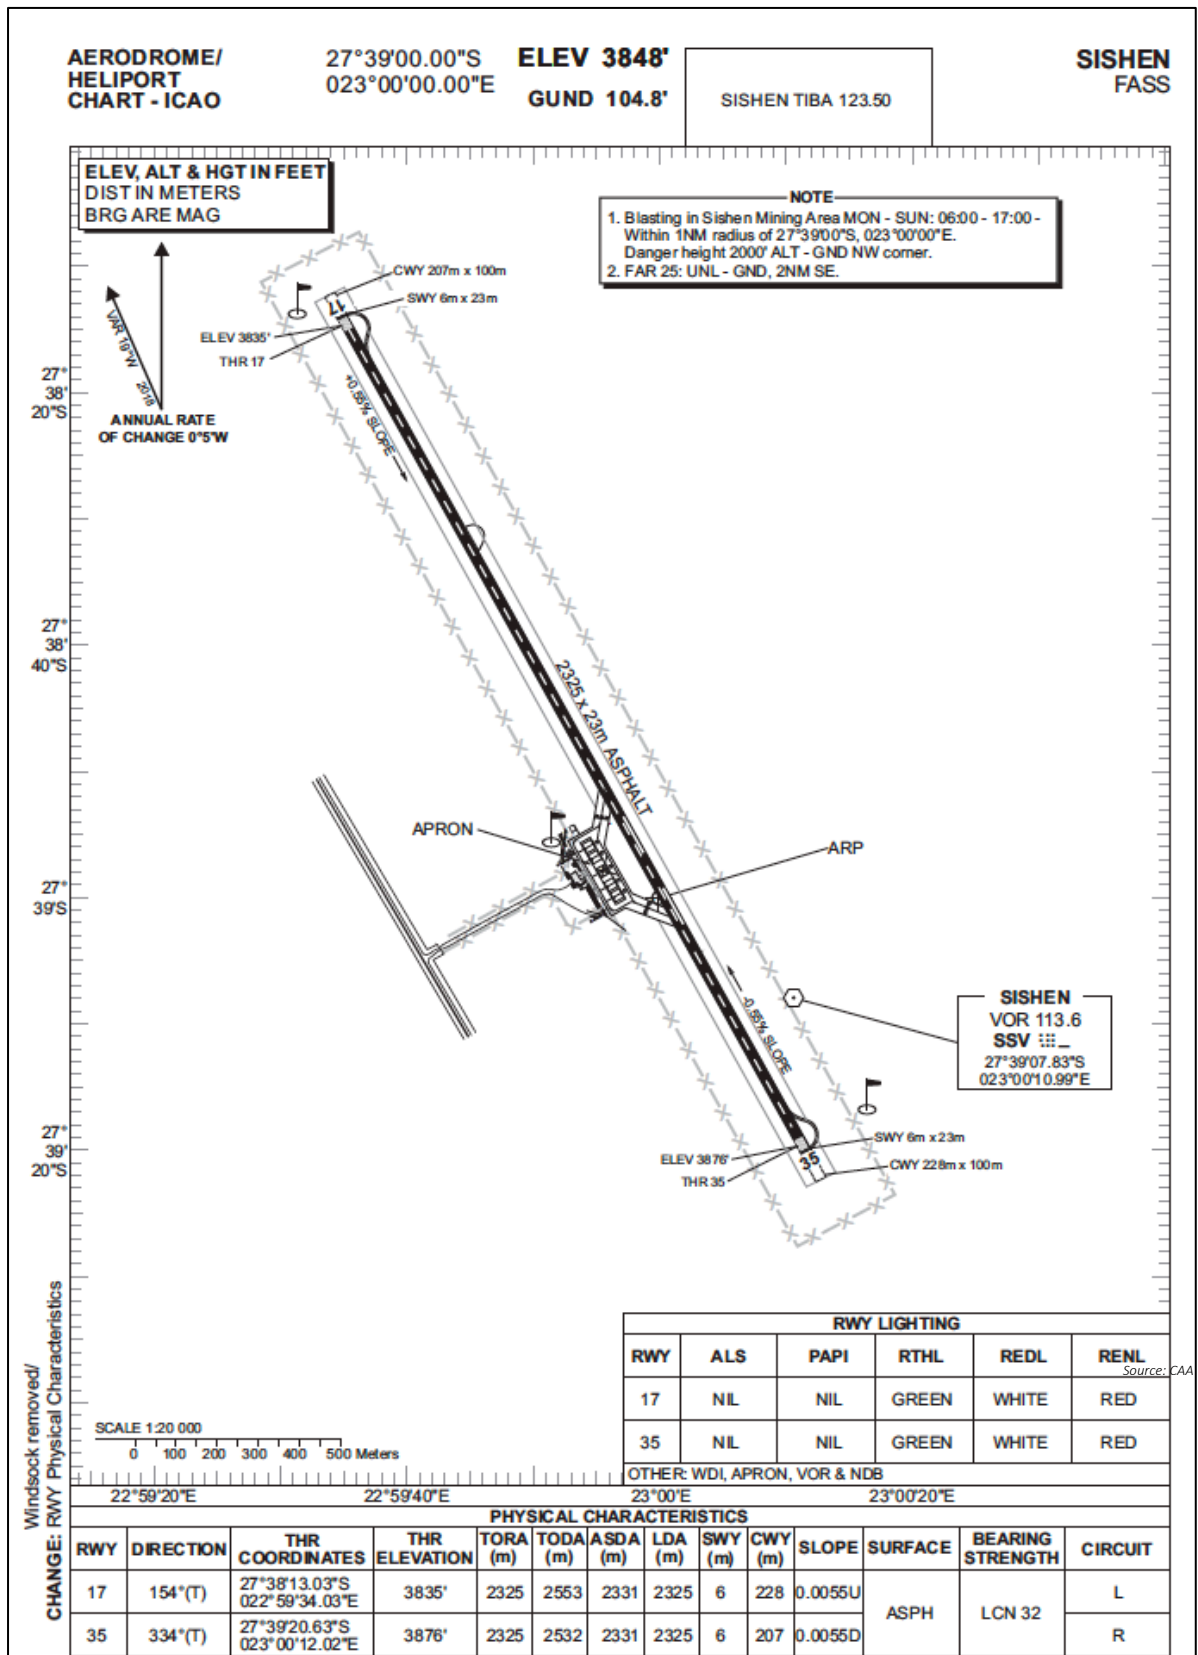 AERODROME/
HELIPORT
CHART - ICAO
27°39'00.00"S
023°00'00.00"E
ELEV 3848'
GUND 104.8'
SISHEN TIBA 123.50
SISHEN
FASS
ELEV, ALT & HGT IN FEET
DIST IN METERS
BRG ARE MAG
VAR 19°W
2018
ANNUAL RATE
OF CHANGE 0°5'W
NOTE
1. Blasting in Sishen Mining Area MON - SUN: 06:00 - 17:00 -
Within 1NM radius of 27°39'00"S, 023°00'00"E.
Danger height 2000' ALT - GND NW corner.
2. FAR 25: UNL - GND, 2NM SE.
CWY 207m x 100m
SWY 6m x 23m
17
ELEV 3835'
THR 17
+0.55% SLOPE
27°
38'
20"S
27°
38'
40"S
2325 x 23m ASPHALT
APRON
ARP
27°
39'S
-0.55% SLOPE
SISHEN
VOR 113.6
SSV
27°39'07.83"S
023°00'10.99"E
27°
39'
20"S
SWY 6m x 23m
ELEV 3876'
35
CWY 228m x 100m
THR 35
RWY LIGHTING
RWY ALS PAPI RTHL REDL RENL
Source: CAA
17 NIL NIL GREEN WHITE RED
35 NIL NIL GREEN WHITE RED
OTHER: WDI, APRON, VOR & NDB
SCALE 1:20 000
0 100 200 300 400 500 Meters
22°59'20"E 22°59'40"E 23°00'E 23°00'20"E
Windsock removed/
CHANGE: RWY Physical Characteristics
PHYSICAL CHARACTERISTICS
RWY DIRECTION THR COORDINATES THR ELEVATION TORA (m) TODA (m) ASDA (m) LDA (m) SWY (m) CWY (m) SLOPE SURFACE BEARING STRENGTH CIRCUIT
17 154°(T) 27°38'13.03"S 022°59'34.03"E 3835' 2325 2553 2331 2325 6 228 0.0055U ASPH LCN 32 L
35 334°(T) 27°39'20.63"S 023°00'12.02"E 3876' 2325 2532 2331 2325 6 207 0.0055D R